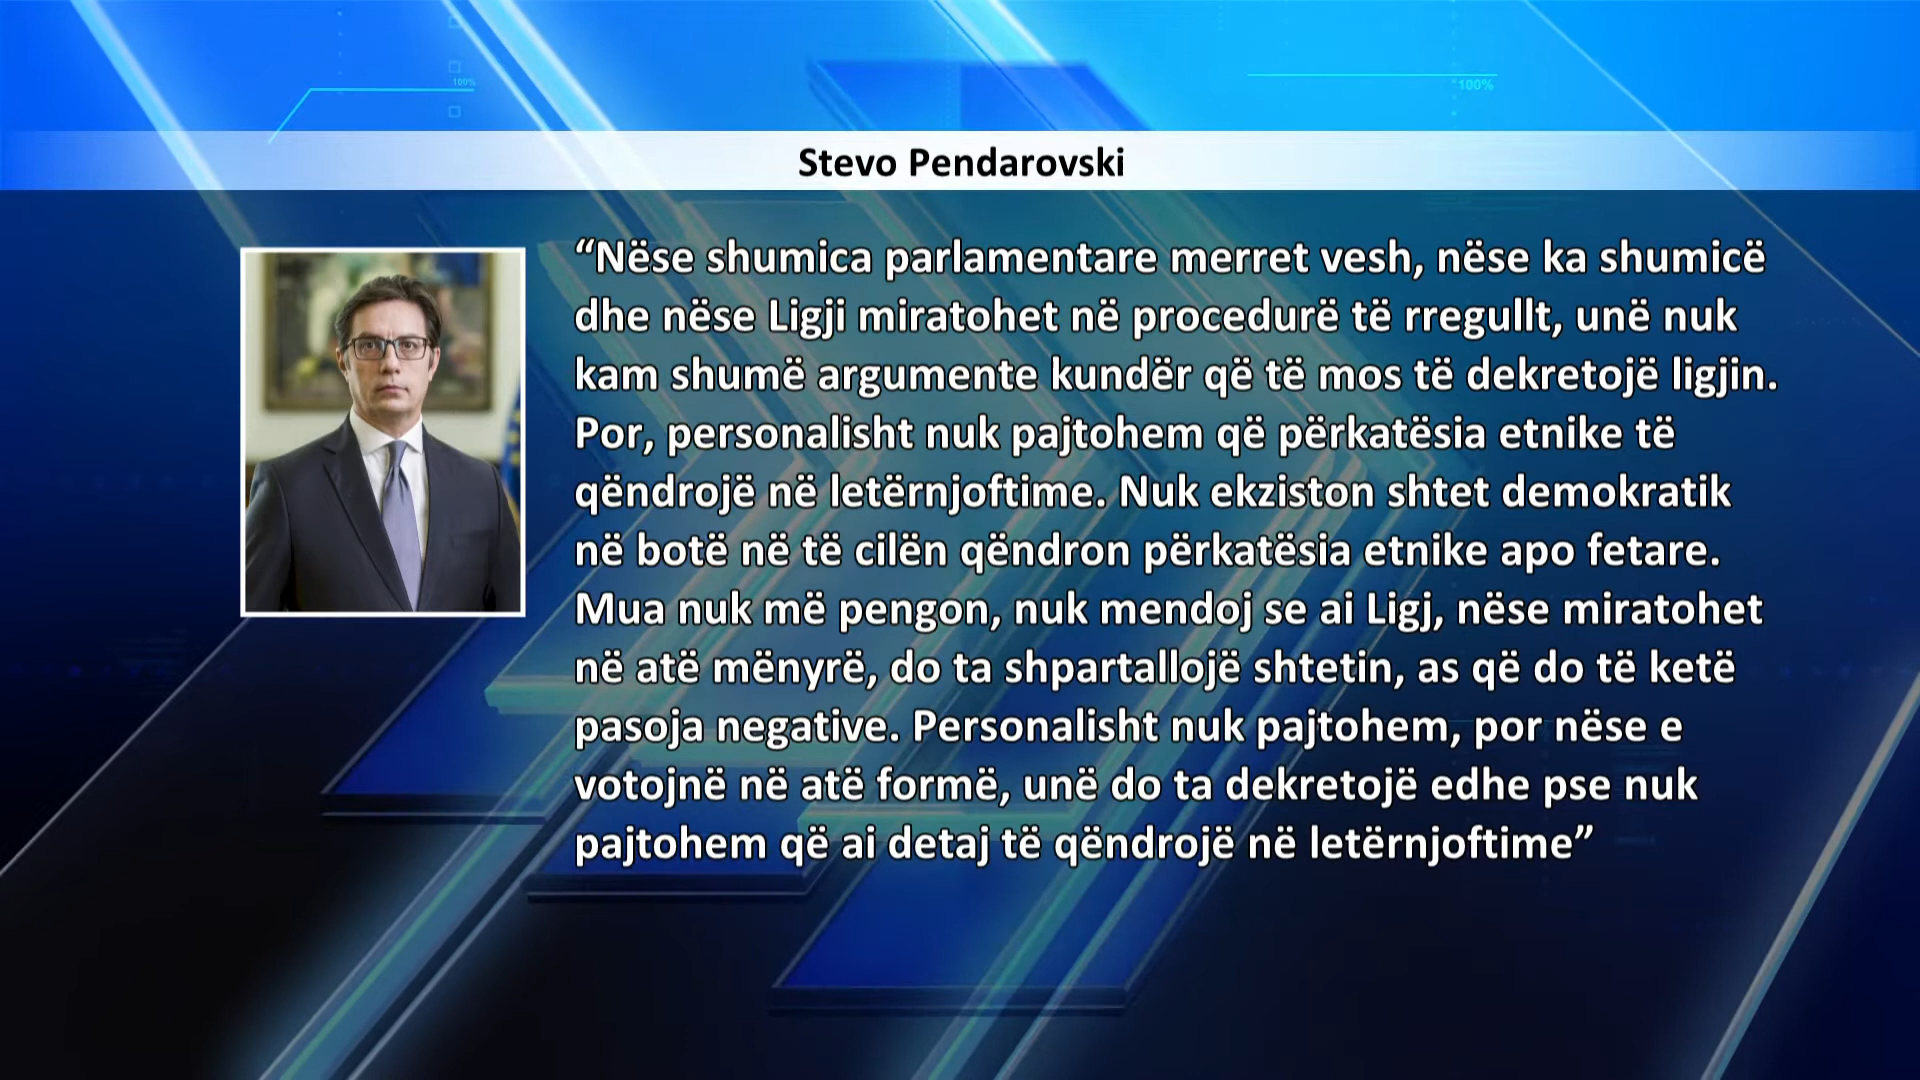 100%
100%
Stevo Pendarovski
“Nëse shumica parlamentare merret vesh, nëse ka shumicë
dhe nëse Ligji miratohet në procedurë të rregullt, unë nuk
kam shumë argumente kundër që të mos të dekretojë ligjin.
Por, personalisht nuk pajtohem që përkatësia etnike të
qëndrojë në letërnjoftime. Nuk ekziston shtet demokratik
në botë në të cilën qëndron përkatësia etnike apo fetare.
Mua nuk më pengon, nuk mendoj se ai Ligj, nëse miratohet
në atë mënyrë, do ta shpartallojë shtetin, as që do të ketë
pasoja negative. Personalisht nuk pajtohem, por nëse e
votojnë në atë formë, unë do ta dekretojë edhe pse nuk
pajtohem që ai detaj të qëndrojë në letërnjoftime”